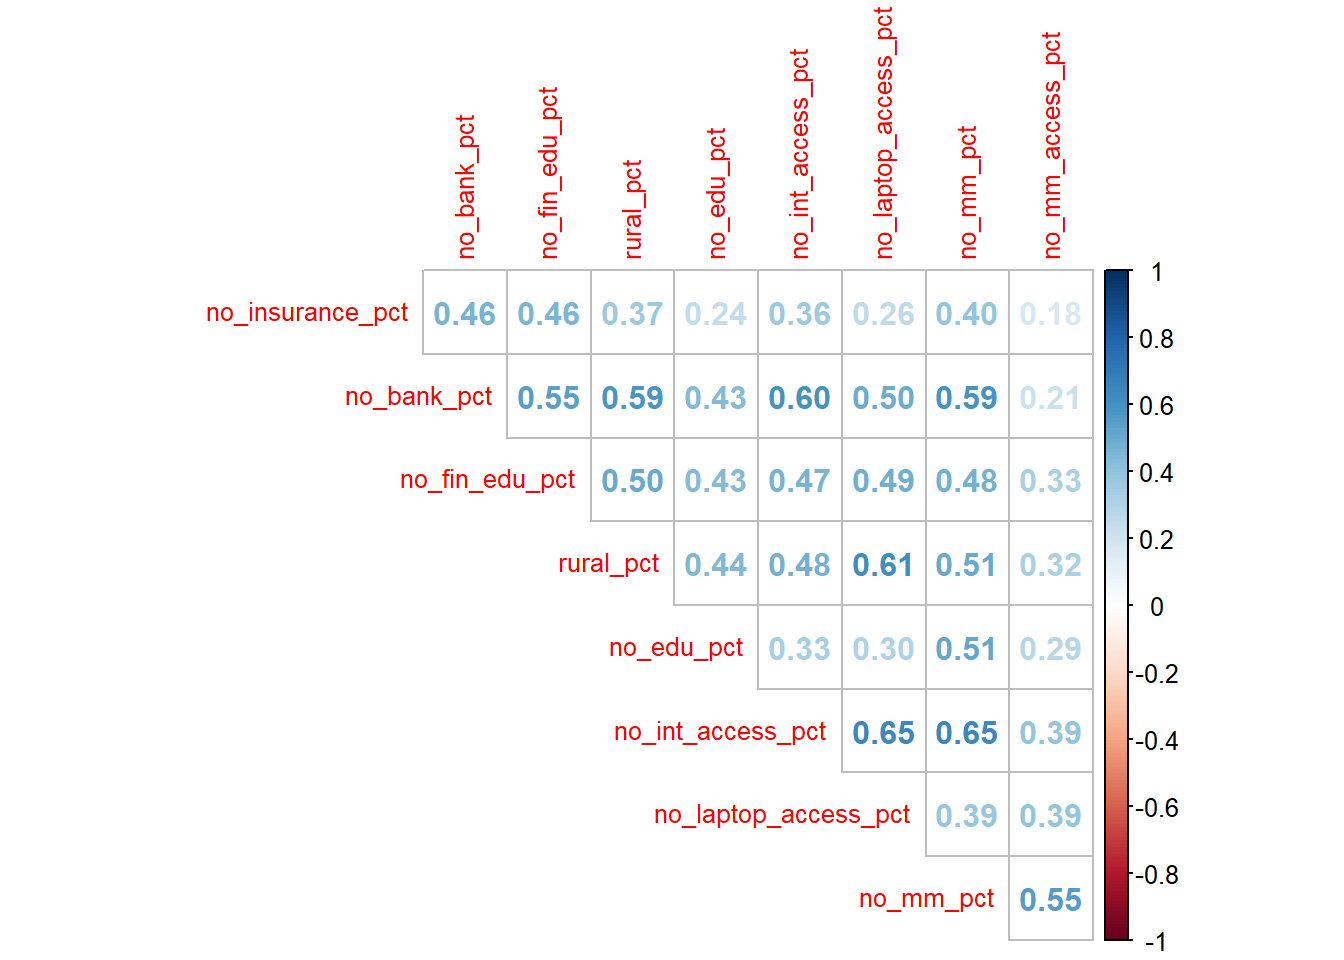 no_bank_pct
no_fin_edu_pct
rural_pct
no_edu_pct
no_int_access_pct
no_laptop_access_pct
no_mm_pct
no_mm_access_pct
no_insurance_pct 0.46 0.46 0.37 0.24 0.36 0.26 0.40 0.18
no_bank_pct 0.55 0.59 0.43 0.60 0.50 0.59 0.21
no_fin_edu_pct 0.50 0.43 0.47 0.49 0.48 0.33
rural_pct 0.44 0.48 0.61 0.51 0.32
no_edu_pct 0.33 0.30 0.51 0.29
no_int_access_pct 0.65 0.65 0.39
no_laptop_access_pct 0.39 0.39
no_mm_pct 0.55
1
0.8
0.6
0.4
0.2
0
-0.2
-0.4
-0.6
-0.8
-1